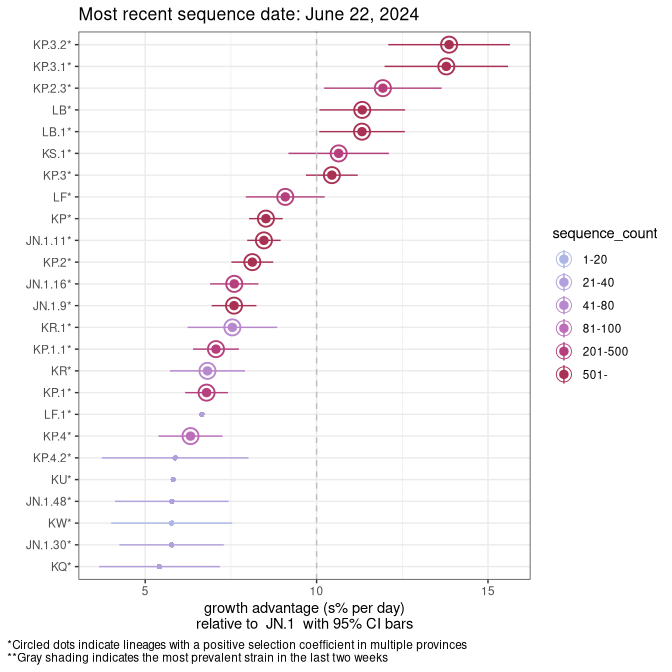 Most recent sequence date: June 22, 2024
KP.3.2*
KP.3.1*
KP.2.3*
LB*
LB.1*
KS.1*
KP.3*
LF*
KP*
JN.1.11*
KP.2*
JN.1.16*
JN.1.9*
KR.1*
KP.1.1*
KR*
KP.1*
LF.1*
KP.4*
KP.4.2*
KU*
JN.1.48*
KW*
JN.1.30*
KQ*
5 10 15
growth advantage (s% per day)
relative to JN.1 with 95% CI bars
sequence_count
1-20
21-40
41-80
81-100
201-500
501-
*Circled dots indicate lineages with a positive selection coefficient in multiple provinces
**Gray shading indicates the most prevalent strain in the last two weeks